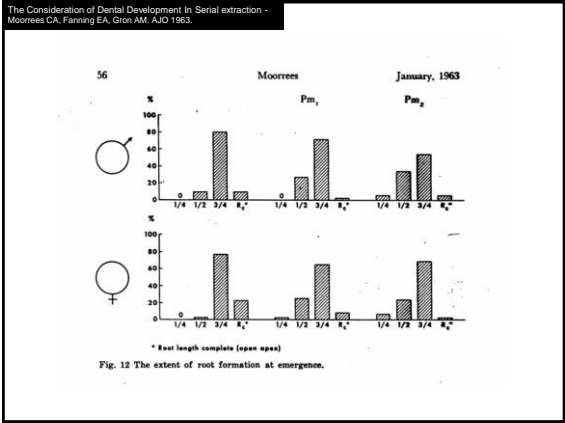 The Consideration of Dental Development In Serial extraction -
Moorrees CA, Fanning EA, Gron AM. AJO 1963.
56 Moorrees January, 1963
% Pm₁ Pm₂
100
80
60
40
20
0 0
1/4 1/2 3/4 Rc* 1/4 1/2 3/4 Rc* 1/4 1/2 3/4 Rc*
%
100
80
60
40
20
0
1/4 1/2 3/4 Rc* 1/4 1/2 3/4 Rc* 1/4 1/2 3/4 Rc*
* Root length complete (open apex)
Fig. 12 The extent of root formation at emergence.